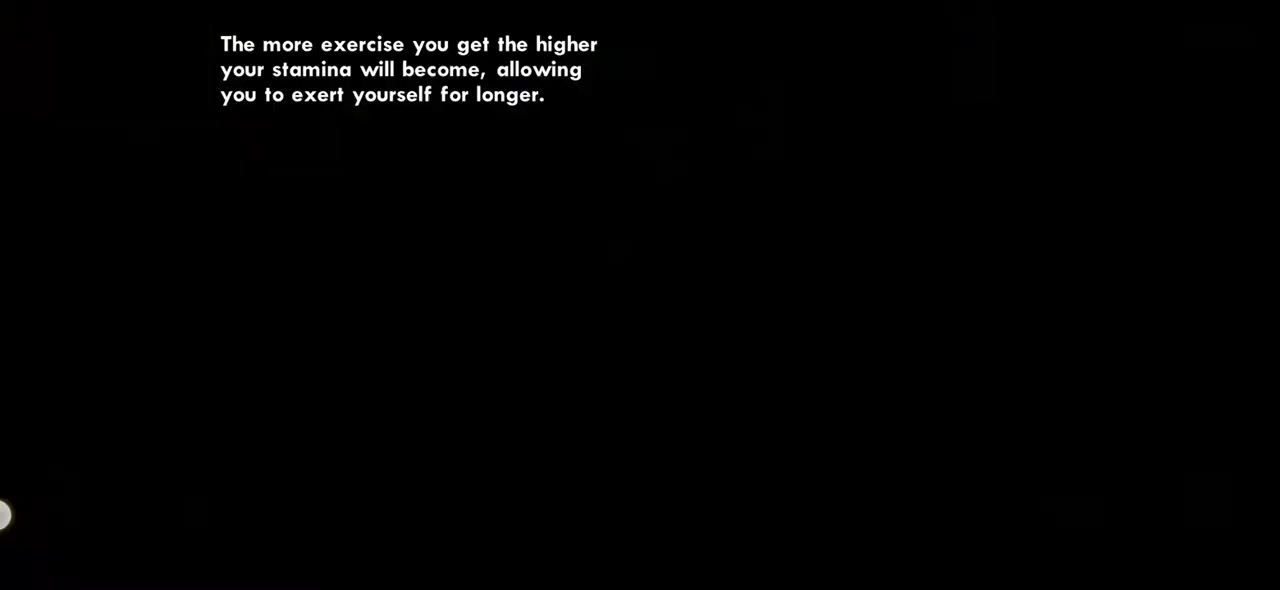 The more exercise you get the higher
your stamina will become, allowing
you to exert yourself for longer.